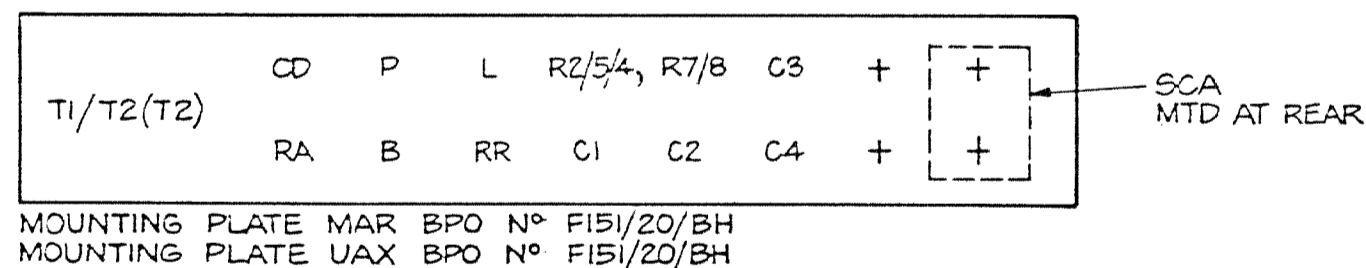 CD P L R2/5/4, R7/8 C3 + +
T1/T2(T2)
RA B RR C1 C2 C4 + +
SCA
MTD AT REAR
MOUNTING PLATE MAR BPO Nº F151/20/BH
MOUNTING PLATE UAX BPO Nº F151/20/BH